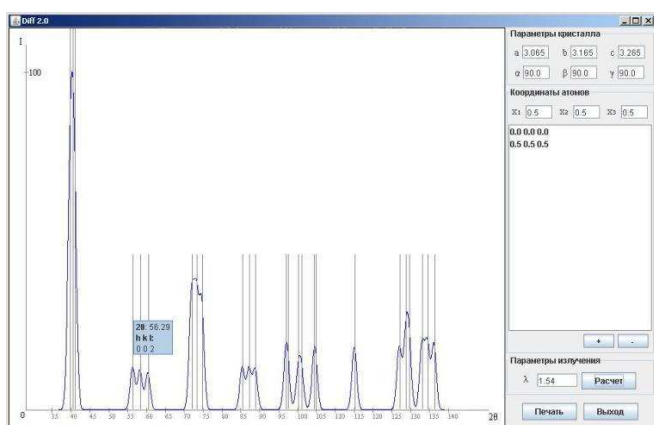 Diff 2.0
I
100
2θ: 56.29
h k l:
0 0 2
0
35 40 45 50 55 60 65 70 75 80 85 90 95 100 105 110 115 120 125 130 135 140 2θ
Параметры кристалла
a 3.065 b 3.165 c 3.265
α 90.0 β 90.0 γ 90.0
Координаты атомов
X1 0.5 X2 0.5 X3 0.5
0.0 0.0 0.0
0.5 0.5 0.5
+ -
Параметры излучения
λ 1.54 Расчет
Печать Выход